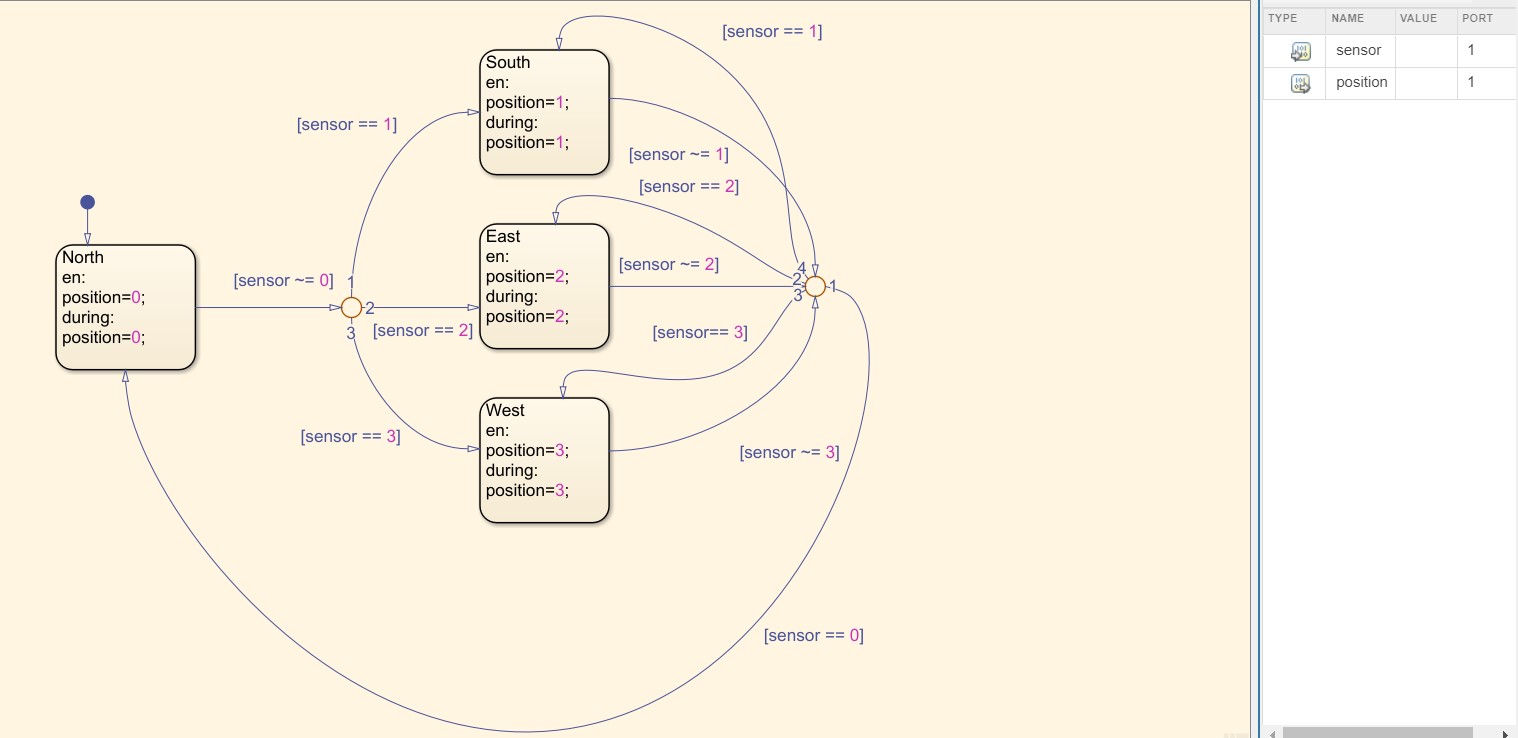 [sensor == 1]
South
en:
position=1;
during:
position=1;
[sensor == 1]
[sensor ~= 1]
[sensor == 2]
North
en:
position=0;
during:
position=0;
[sensor ~= 0]
1
2
3
[sensor == 2]
East
en:
position=2;
during:
position=2;
[sensor ~= 2]
4
2
3
1
[sensor== 3]
[sensor == 3]
West
en:
position=3;
during:
position=3;
[sensor ~= 3]
[sensor == 0]
TYPE NAME VALUE PORT
sensor 1
position 1